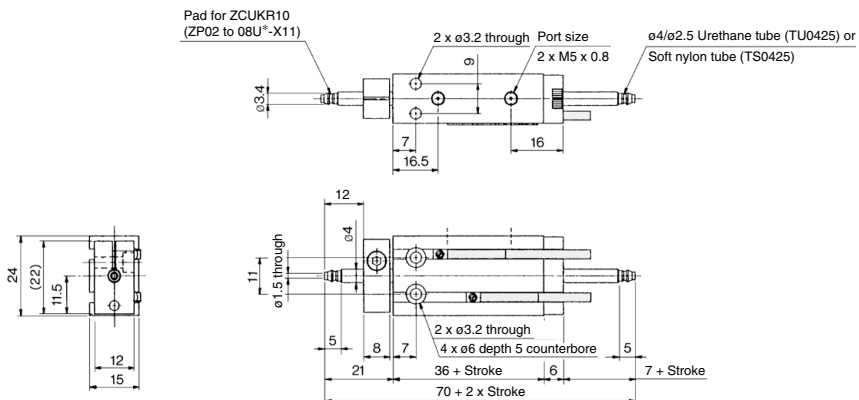 Pad for ZCUKR10
(ZP02 to 08U*-X11)
2 x ø3.2 through
Port size
2 x M5 x 0.8
ø4/ø2.5 Urethane tube (TU0425) or
Soft nylon tube (TS0425)
ø3.4
9
7
16
16.5
12
ø4
24
(22)
11.5
11
ø1.5 through
2 x ø3.2 through
4 x ø6 depth 5 counterbore
5
8
7
5
12
15
21
36 + Stroke
6
7 + Stroke
70 + 2 x Stroke